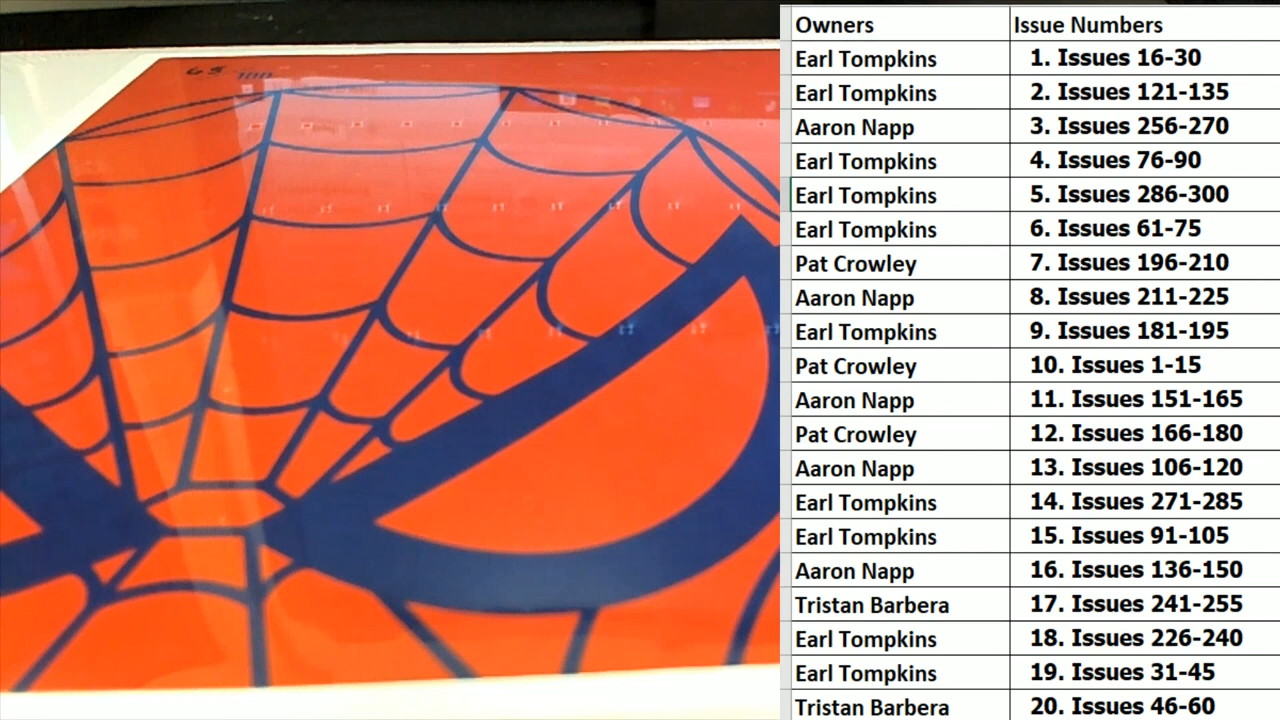 Owners Issue Numbers
Earl Tompkins 1. Issues 16-30
Earl Tompkins 2. Issues 121-135
Aaron Napp 3. Issues 256-270
Earl Tompkins 4. Issues 76-90
Earl Tompkins 5. Issues 286-300
Earl Tompkins 6. Issues 61-75
Pat Crowley 7. Issues 196-210
Aaron Napp 8. Issues 211-225
Earl Tompkins 9. Issues 181-195
Pat Crowley 10. Issues 1-15
Aaron Napp 11. Issues 151-165
Pat Crowley 12. Issues 166-180
Aaron Napp 13. Issues 106-120
Earl Tompkins 14. Issues 271-285
Earl Tompkins 15. Issues 91-105
Aaron Napp 16. Issues 136-150
Tristan Barbera 17. Issues 241-255
Earl Tompkins 18. Issues 226-240
Earl Tompkins 19. Issues 31-45
Tristan Barbera 20. Issues 46-60